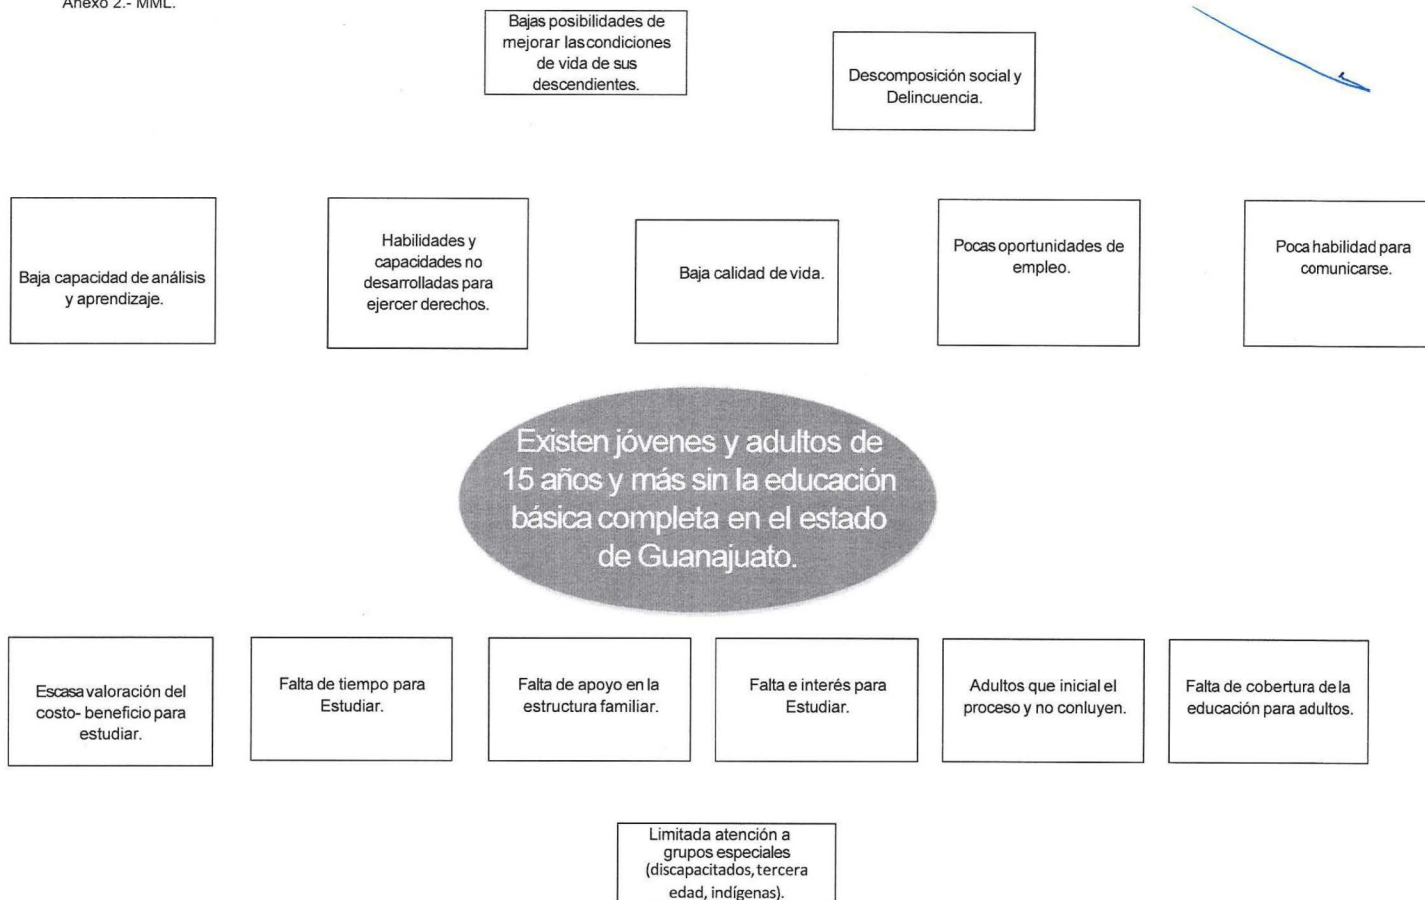 Anexo 2.- MML.
Bajas posibilidades de
mejorar lascondiciones
de vida de sus
descendientes.
Descomposición social y
Delincuencia.
Baja capacidad de análisis
y aprendizaje.
Habilidades y
capacidades no
desarrolladas para
ejercer derechos.
Baja calidad de vida.
Pocas oportunidades de
empleo.
Poca habilidad para
comunicarse.
Existen jóvenes y adultos de
15 años y más sin la educación
básica completa en el estado
de Guanajuato.
Escasa valoración del
costo- beneficio para
estudiar.
Falta de tiempo para
Estudiar.
Falta de apoyo en la
estructura familiar.
Falta e interés para
Estudiar.
Adultos que inicial el
proceso y no conluyen.
Falta de cobertura de la
educación para adultos.
Limitada atención a
grupos especiales
(discapacitados, tercera
edad, indígenas).